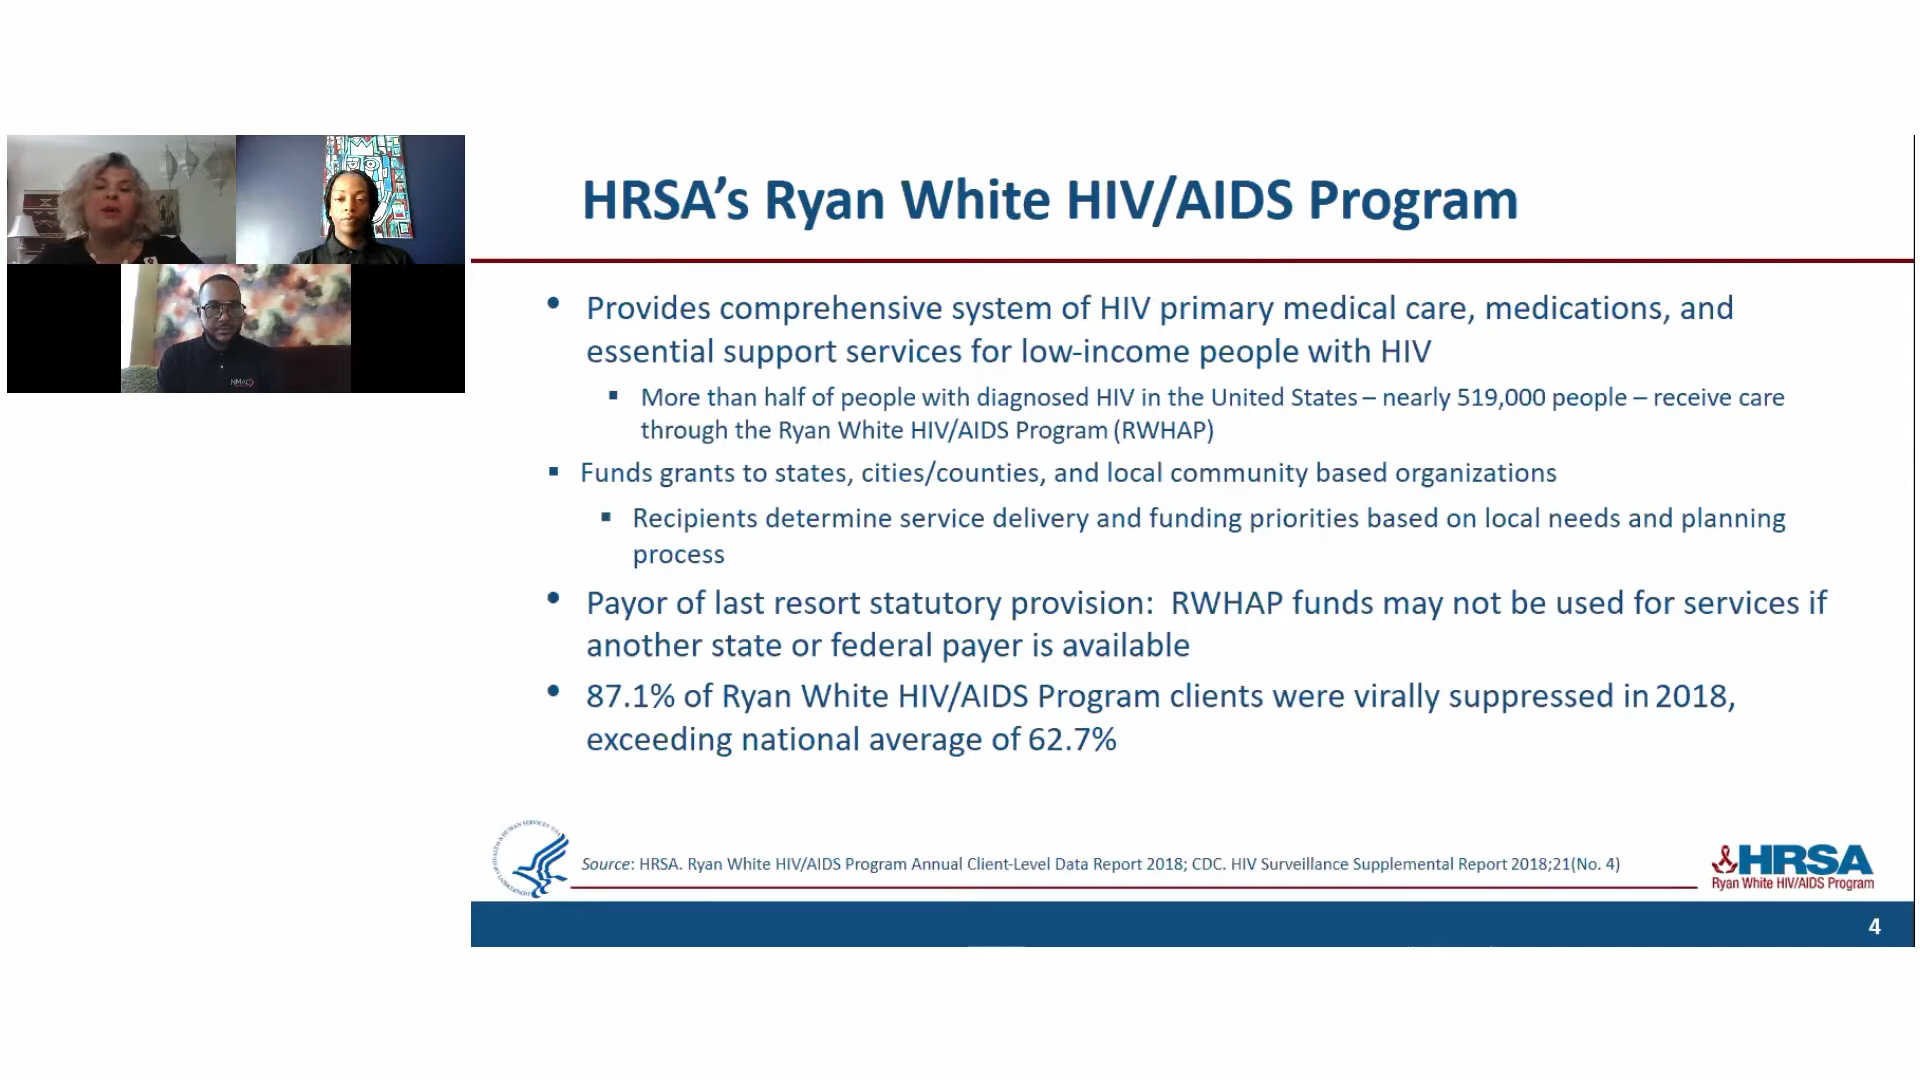 HRSA’s Ryan White HIV/AIDS Program
• Provides comprehensive system of HIV primary medical care, medications, and
essential support services for low-income people with HIV
▪ More than half of people with diagnosed HIV in the United States – nearly 519,000 people – receive care
through the Ryan White HIV/AIDS Program (RWHAP)
▪ Funds grants to states, cities/counties, and local community based organizations
▪ Recipients determine service delivery and funding priorities based on local needs and planning
process
• Payor of last resort statutory provision: RWHAP funds may not be used for services if
another state or federal payer is available
• 87.1% of Ryan White HIV/AIDS Program clients were virally suppressed in 2018,
exceeding national average of 62.7%
Source: HRSA. Ryan White HIV/AIDS Program Annual Client-Level Data Report 2018; CDC. HIV Surveillance Supplemental Report 2018;21(No. 4)
HRSA
Ryan White HIV/AIDS Program
4
NMAC